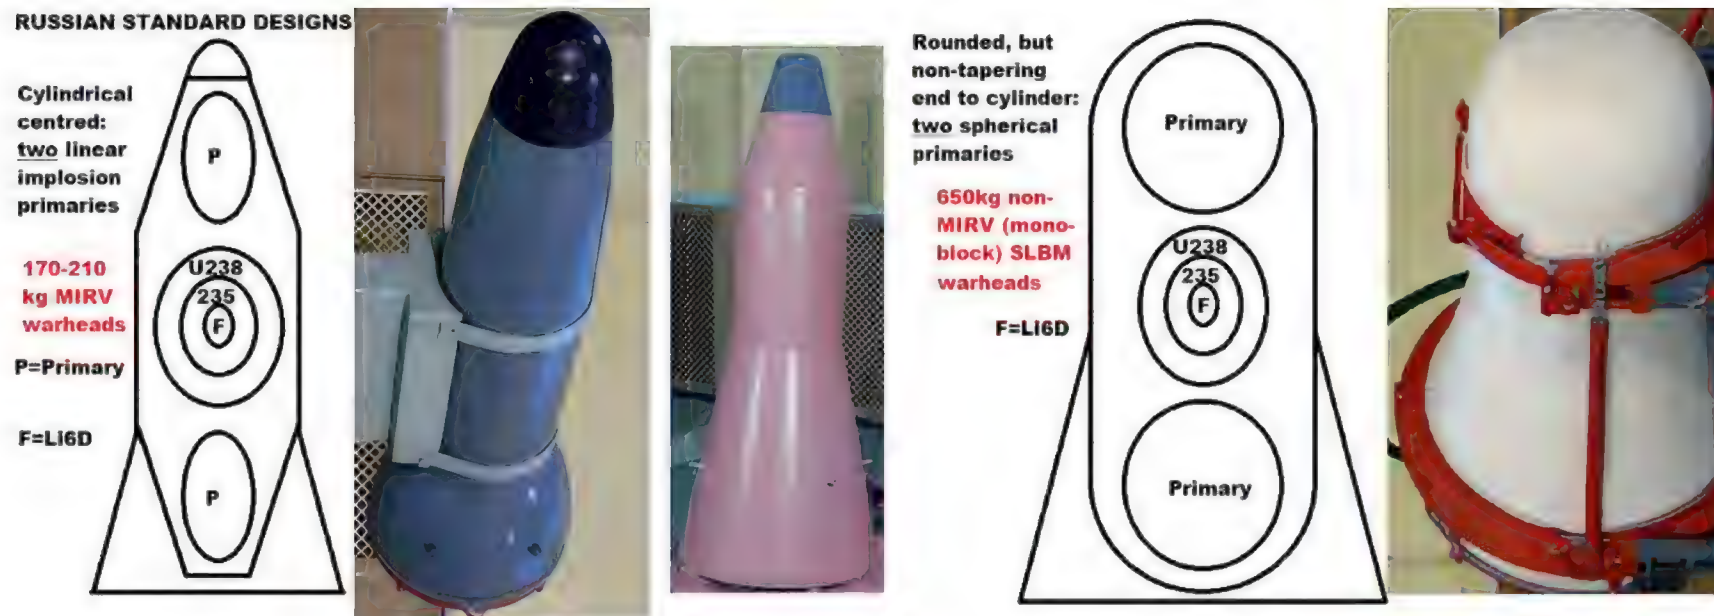 RUSSIAN STANDARD DESIGNS
Cylindrical
centred:
two linear
implosion
primaries
170-210
kg MIRV
warheads
P=Primary
F=Li6D
P
U238
235
F
P
Rounded, but
non-tapering
end to cylinder:
two spherical
primaries
650kg non-
MIRV (mono-
block) SLBM
warheads
F=Li6D
Primary
U238
235
F
Primary